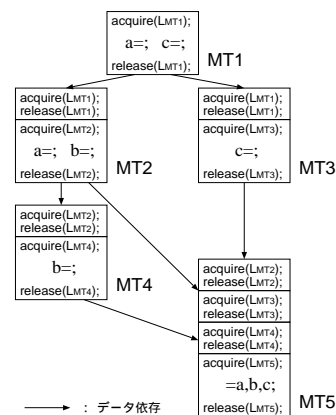 acquire(LMT1);
a=; c=;
release(LMT1);
MT1
acquire(LMT1);
release(LMT1);
acquire(LMT2);
a=; b=;
release(LMT2);
MT2
acquire(LMT1);
release(LMT1);
acquire(LMT3);
c=;
release(LMT3);
MT3
acquire(LMT2);
release(LMT2);
acquire(LMT4);
b=;
release(LMT4);
MT4
acquire(LMT2);
release(LMT2);
acquire(LMT3);
release(LMT3);
acquire(LMT4);
release(LMT4);
acquire(LMT5);
=a,b,c;
release(LMT5);
MT5
: データ依存